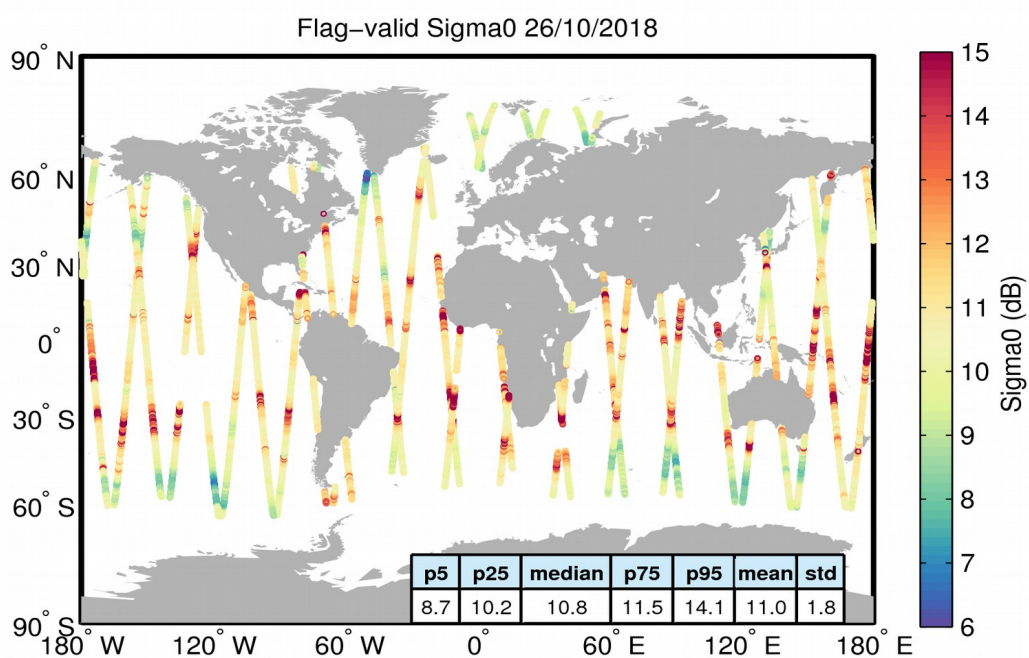 Flag−valid Sigma0 26/10/2018
90° N
60° N
30° N
0°
30° S
60° S
90° S
180° W
120° W
60° W
0°
60° E
120° E
180° E
p5 p25 median p75 p95 mean std
8.7 10.2 10.8 11.5 14.1 11.0 1.8
15
14
13
12
11
10
9
8
7
6
Sigma0 (dB)